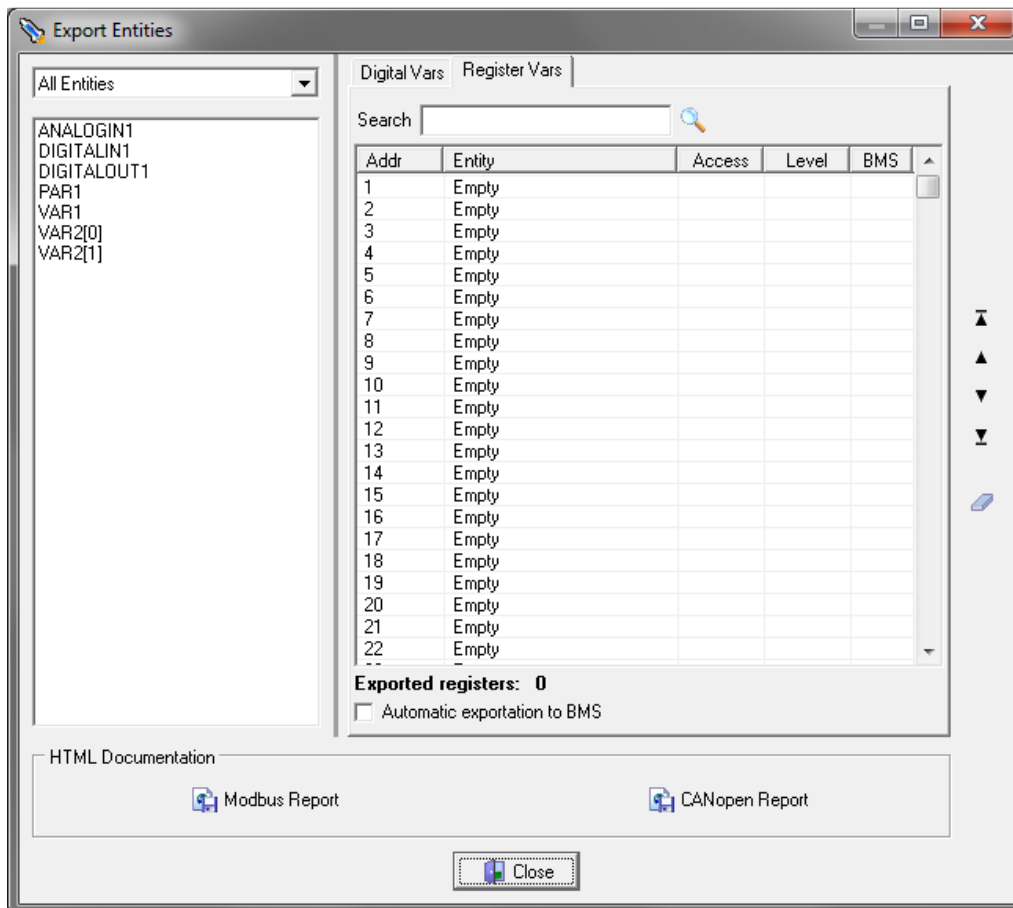 Export Entities
All Entities
ANALOGIN1
DIGITALIN1
DIGITALOUT1
PAR1
VAR1
VAR2[0]
VAR2[1]
Digital Vars Register Vars
Search
Addr Entity Access Level BMS
1 Empty
2 Empty
3 Empty
4 Empty
5 Empty
6 Empty
7 Empty
8 Empty
9 Empty
10 Empty
11 Empty
12 Empty
13 Empty
14 Empty
15 Empty
16 Empty
17 Empty
18 Empty
19 Empty
20 Empty
21 Empty
22 Empty
Exported registers: 0
Automatic exportation to BMS
HTML Documentation
Modbus Report CANopen Report
Close